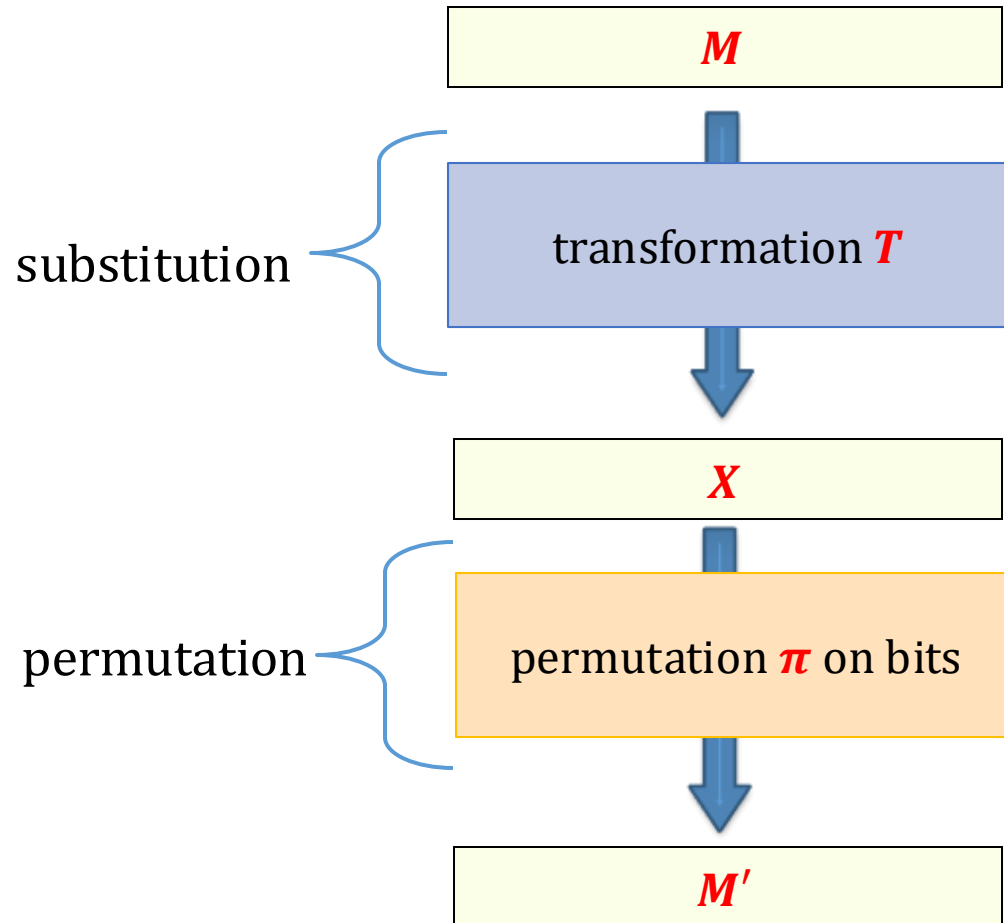 M
substitution
transformation T
X
permutation
permutation π on bits
M′